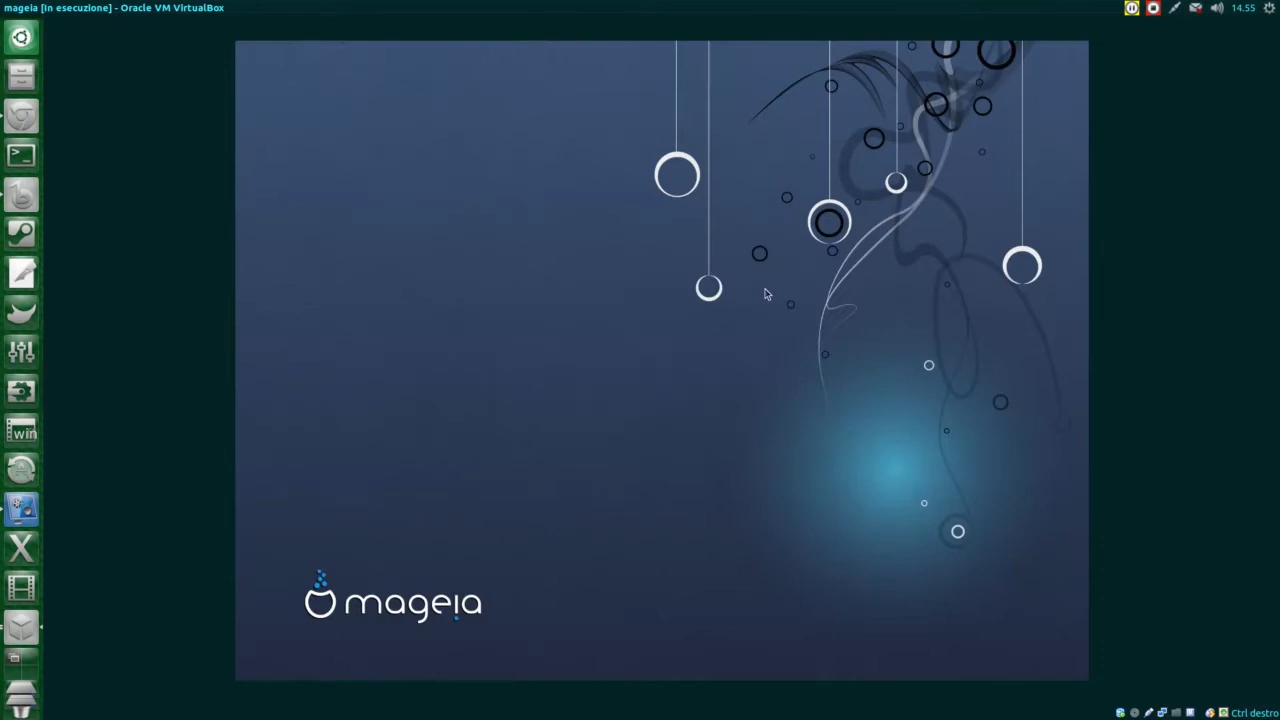 mageia [In esecuzione] - Oracle VM VirtualBox
14.55
win
mageia
Ctrl destro